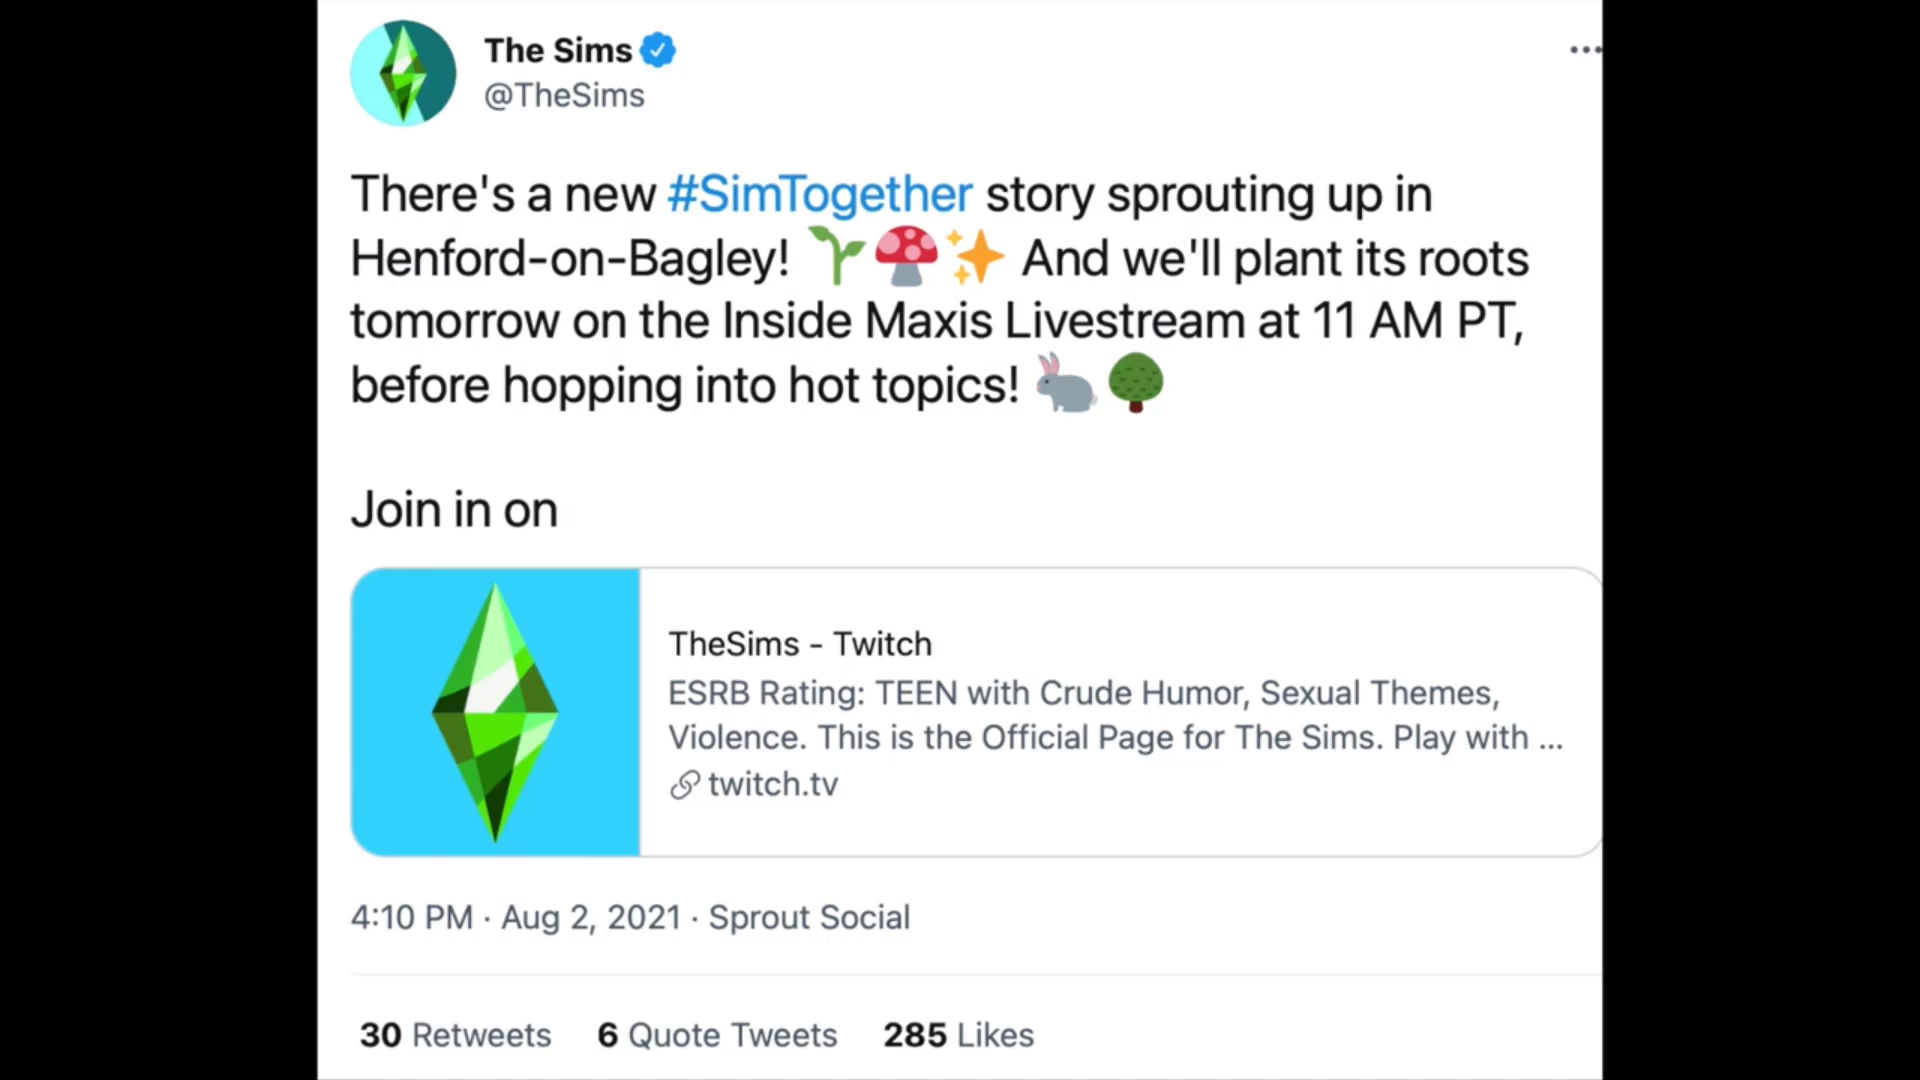 The Sims
@TheSims
There's a new #SimTogether story sprouting up in
Henford-on-Bagley! 🌱🍄✨ And we'll plant its roots
tomorrow on the Inside Maxis Livestream at 11 AM PT,
before hopping into hot topics! 🐇🌳
Join in on
TheSims - Twitch
ESRB Rating: TEEN with Crude Humor, Sexual Themes,
Violence. This is the Official Page for The Sims. Play with ...
twitch.tv
4:10 PM · Aug 2, 2021 · Sprout Social
30 Retweets 6 Quote Tweets 285 Likes